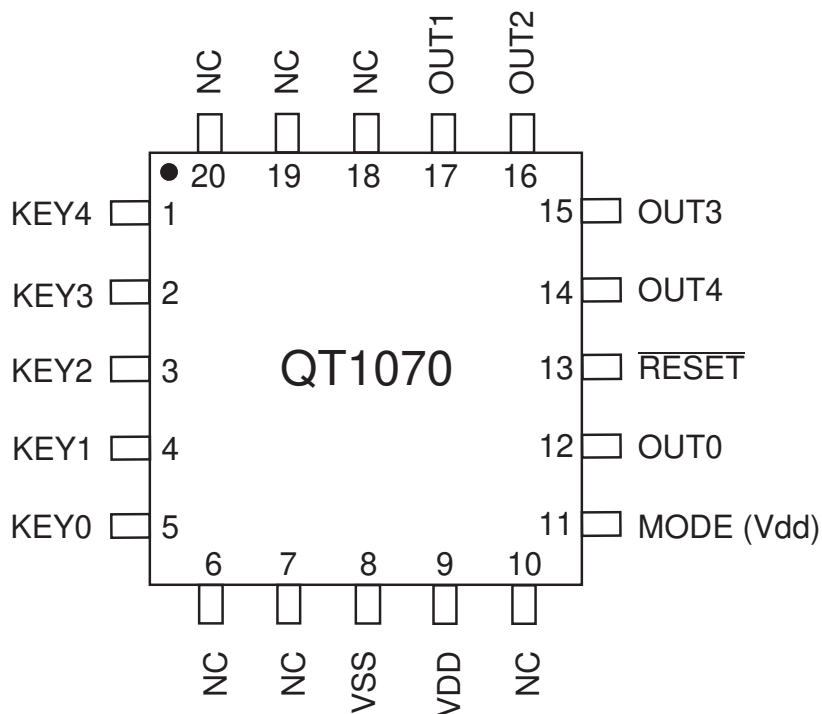 NC
NC
NC
OUT1
OUT2
20
19
18
17
16
KEY4
1
15
OUT3
KEY3
2
14
OUT4
KEY2
3
QT1070
13
RESET
KEY1
4
12
OUT0
KEY0
5
11
MODE (Vdd)
6
7
8
9
10
NC
NC
VSS
VDD
NC